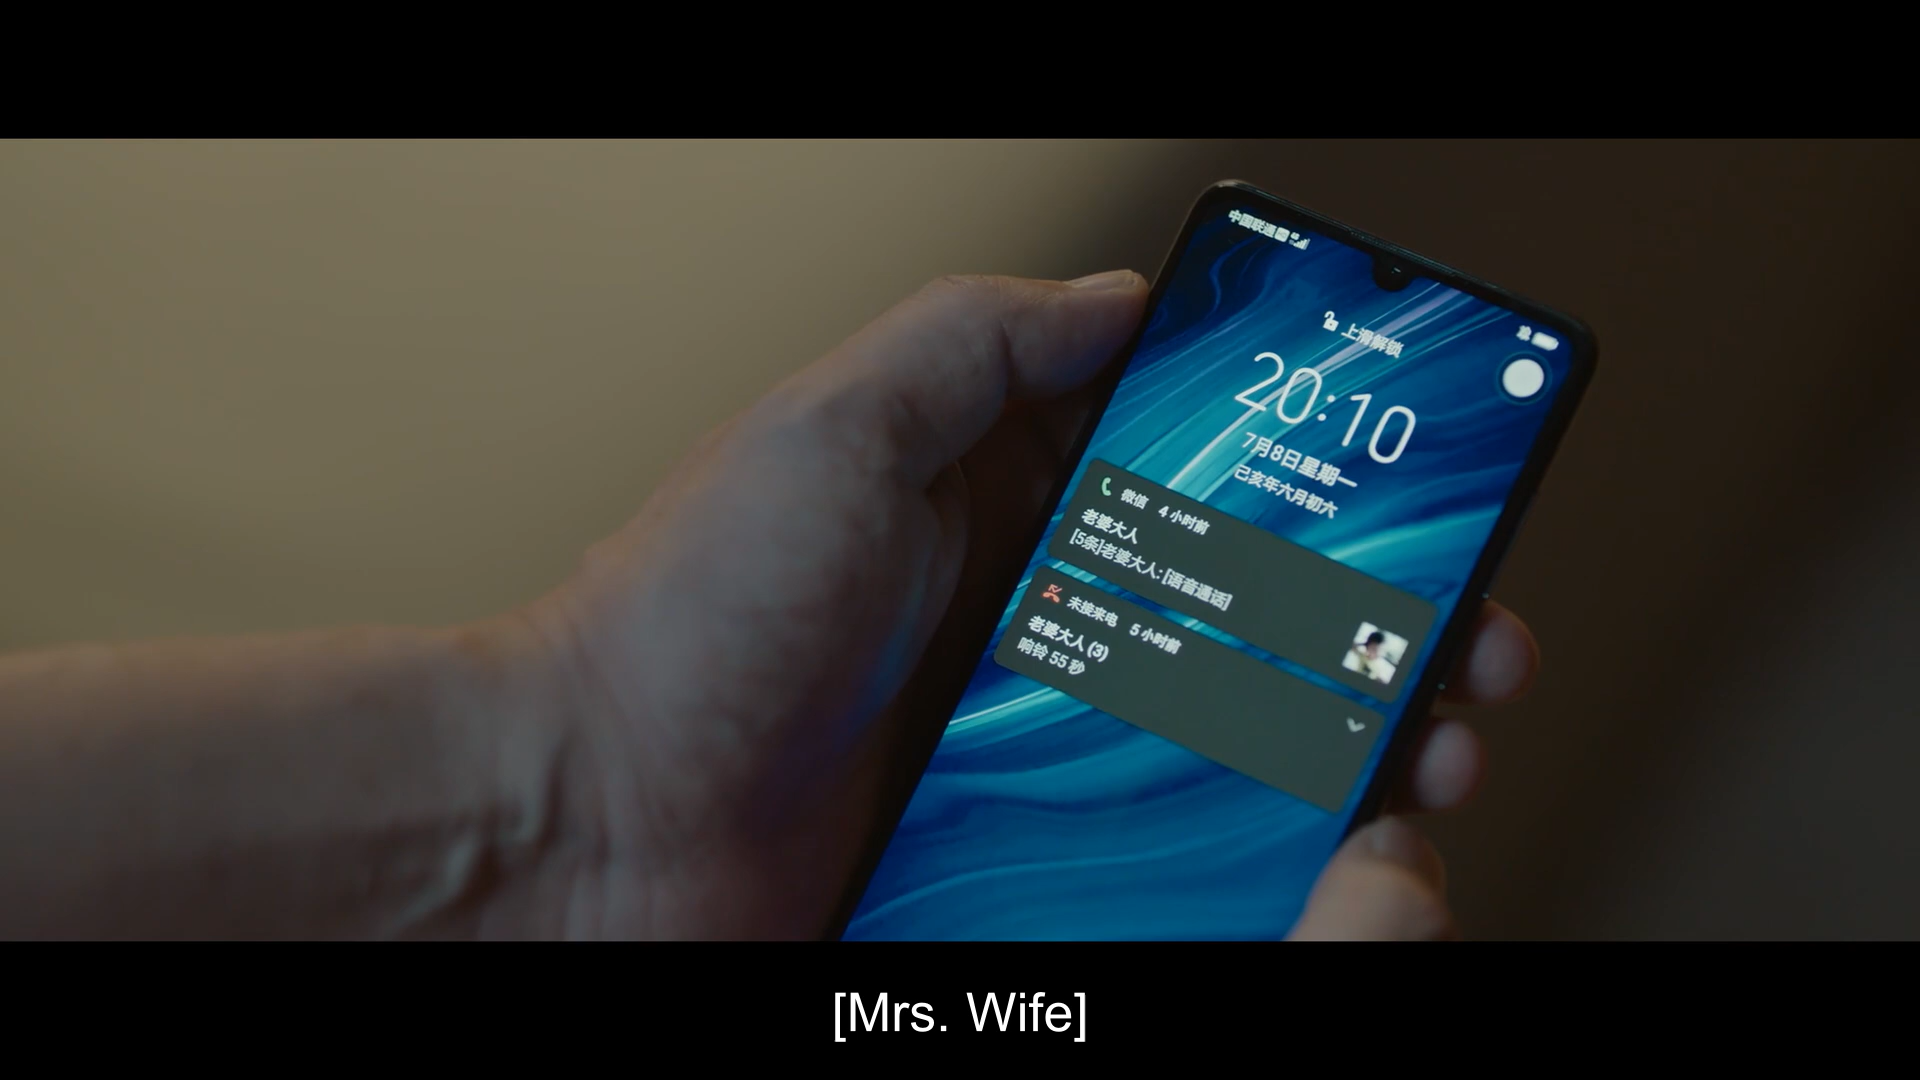 中国联通
上滑解锁
20:10
7月8日星期一
己亥年六月初六
微信 4 小时前
老婆大人
[5条]老婆大人: [语音通话]
未接来电 5 小时前
老婆大人 (3)
响铃 55 秒
[Mrs. Wife]